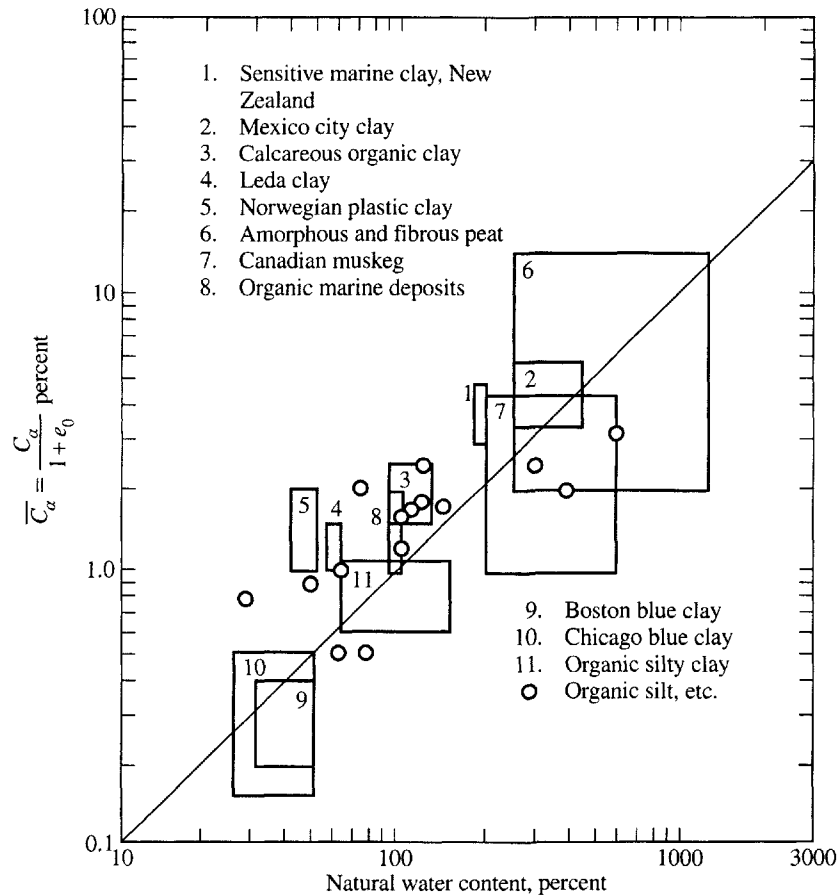 100
1. Sensitive marine clay, New
Zealand
2. Mexico city clay
3. Calcareous organic clay
4. Leda clay
5. Norwegian plastic clay
6. Amorphous and fibrous peat
7. Canadian muskeg
8. Organic marine deposits
6
10
2
1
7
C̅α = Cα / 1 + e0 percent
3
5
4
8
1.0
11
9. Boston blue clay
10. Chicago blue clay
11. Organic silty clay
Organic silt, etc.
10
9
0.1
10
100
1000
3000
Natural water content, percent